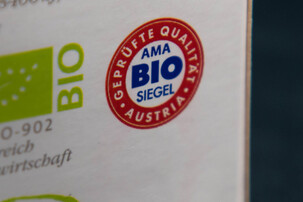 BIO
GEPRÜFTE QUALITÄT
AMA
BIO
SIEGEL
• AUSTRIA •
O-902
reich
wirtschaft